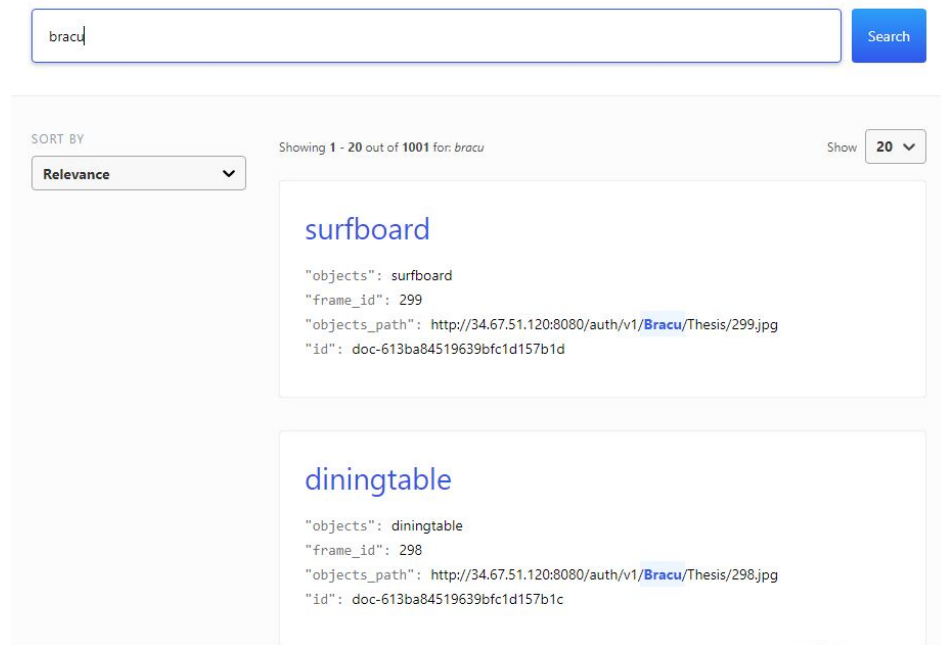 bracu
Search
SORT BY
Relevance
Showing 1 - 20 out of 1001 for: bracu
Show 20
surfboard
"objects": surfboard
"frame_id": 299
"objects_path": http://34.67.51.120:8080/auth/v1/Bracu/Thesis/299.jpg
"id": doc-613ba84519639bfc1d157b1d
diningtable
"objects": diningtable
"frame_id": 298
"objects_path": http://34.67.51.120:8080/auth/v1/Bracu/Thesis/298.jpg
"id": doc-613ba84519639bfc1d157b1c